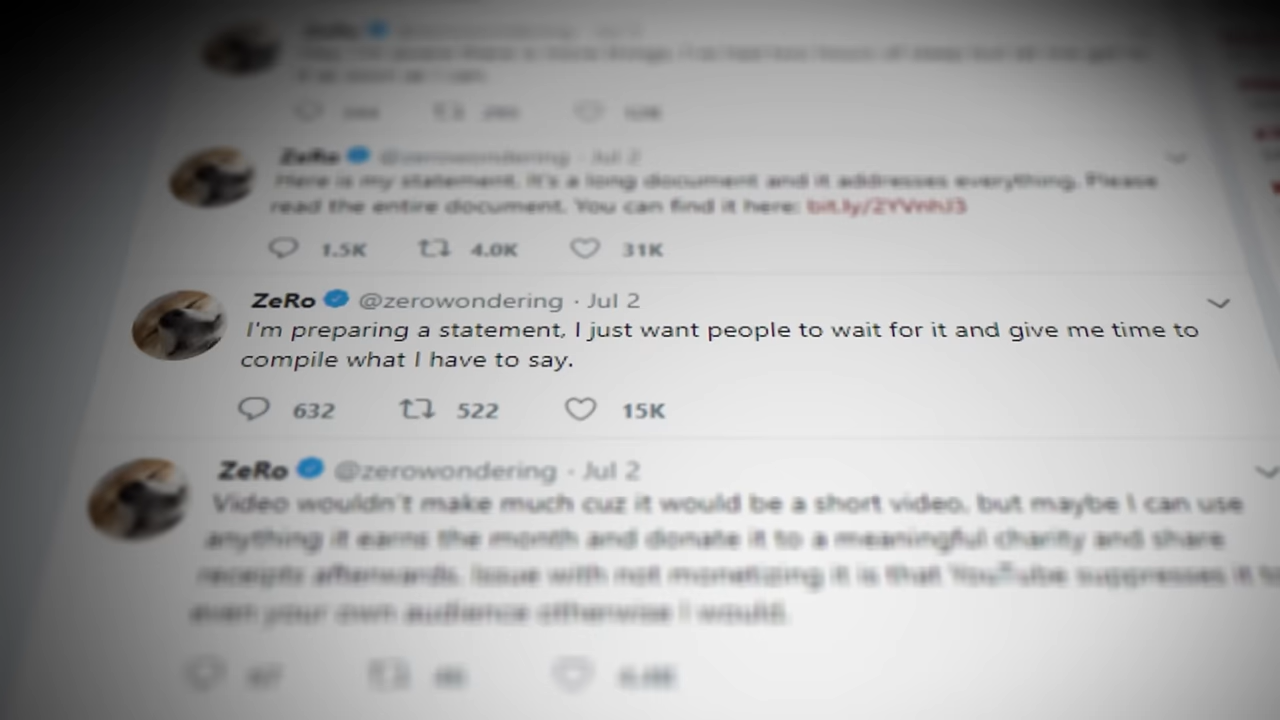 ZeRo @zerowondering · Jul 2
Here is my statement. It's a long document and it addresses everything. Please
read the entire document. You can find it here: bit.ly/2YVnhJ3
1.5K 4.0K 31K
ZeRo @zerowondering · Jul 2
I'm preparing a statement, I just want people to wait for it and give me time to
compile what I have to say.
632 522 15K
ZeRo @zerowondering · Jul 2
Video wouldn't make much cuz it would be a short video, but maybe I can use
anything it earns the month and donate it to a meaningful charity and share
receipts afterwards. Issue with not monetizing it is that YouTube suppresses it to
even your own audience otherwise I would.